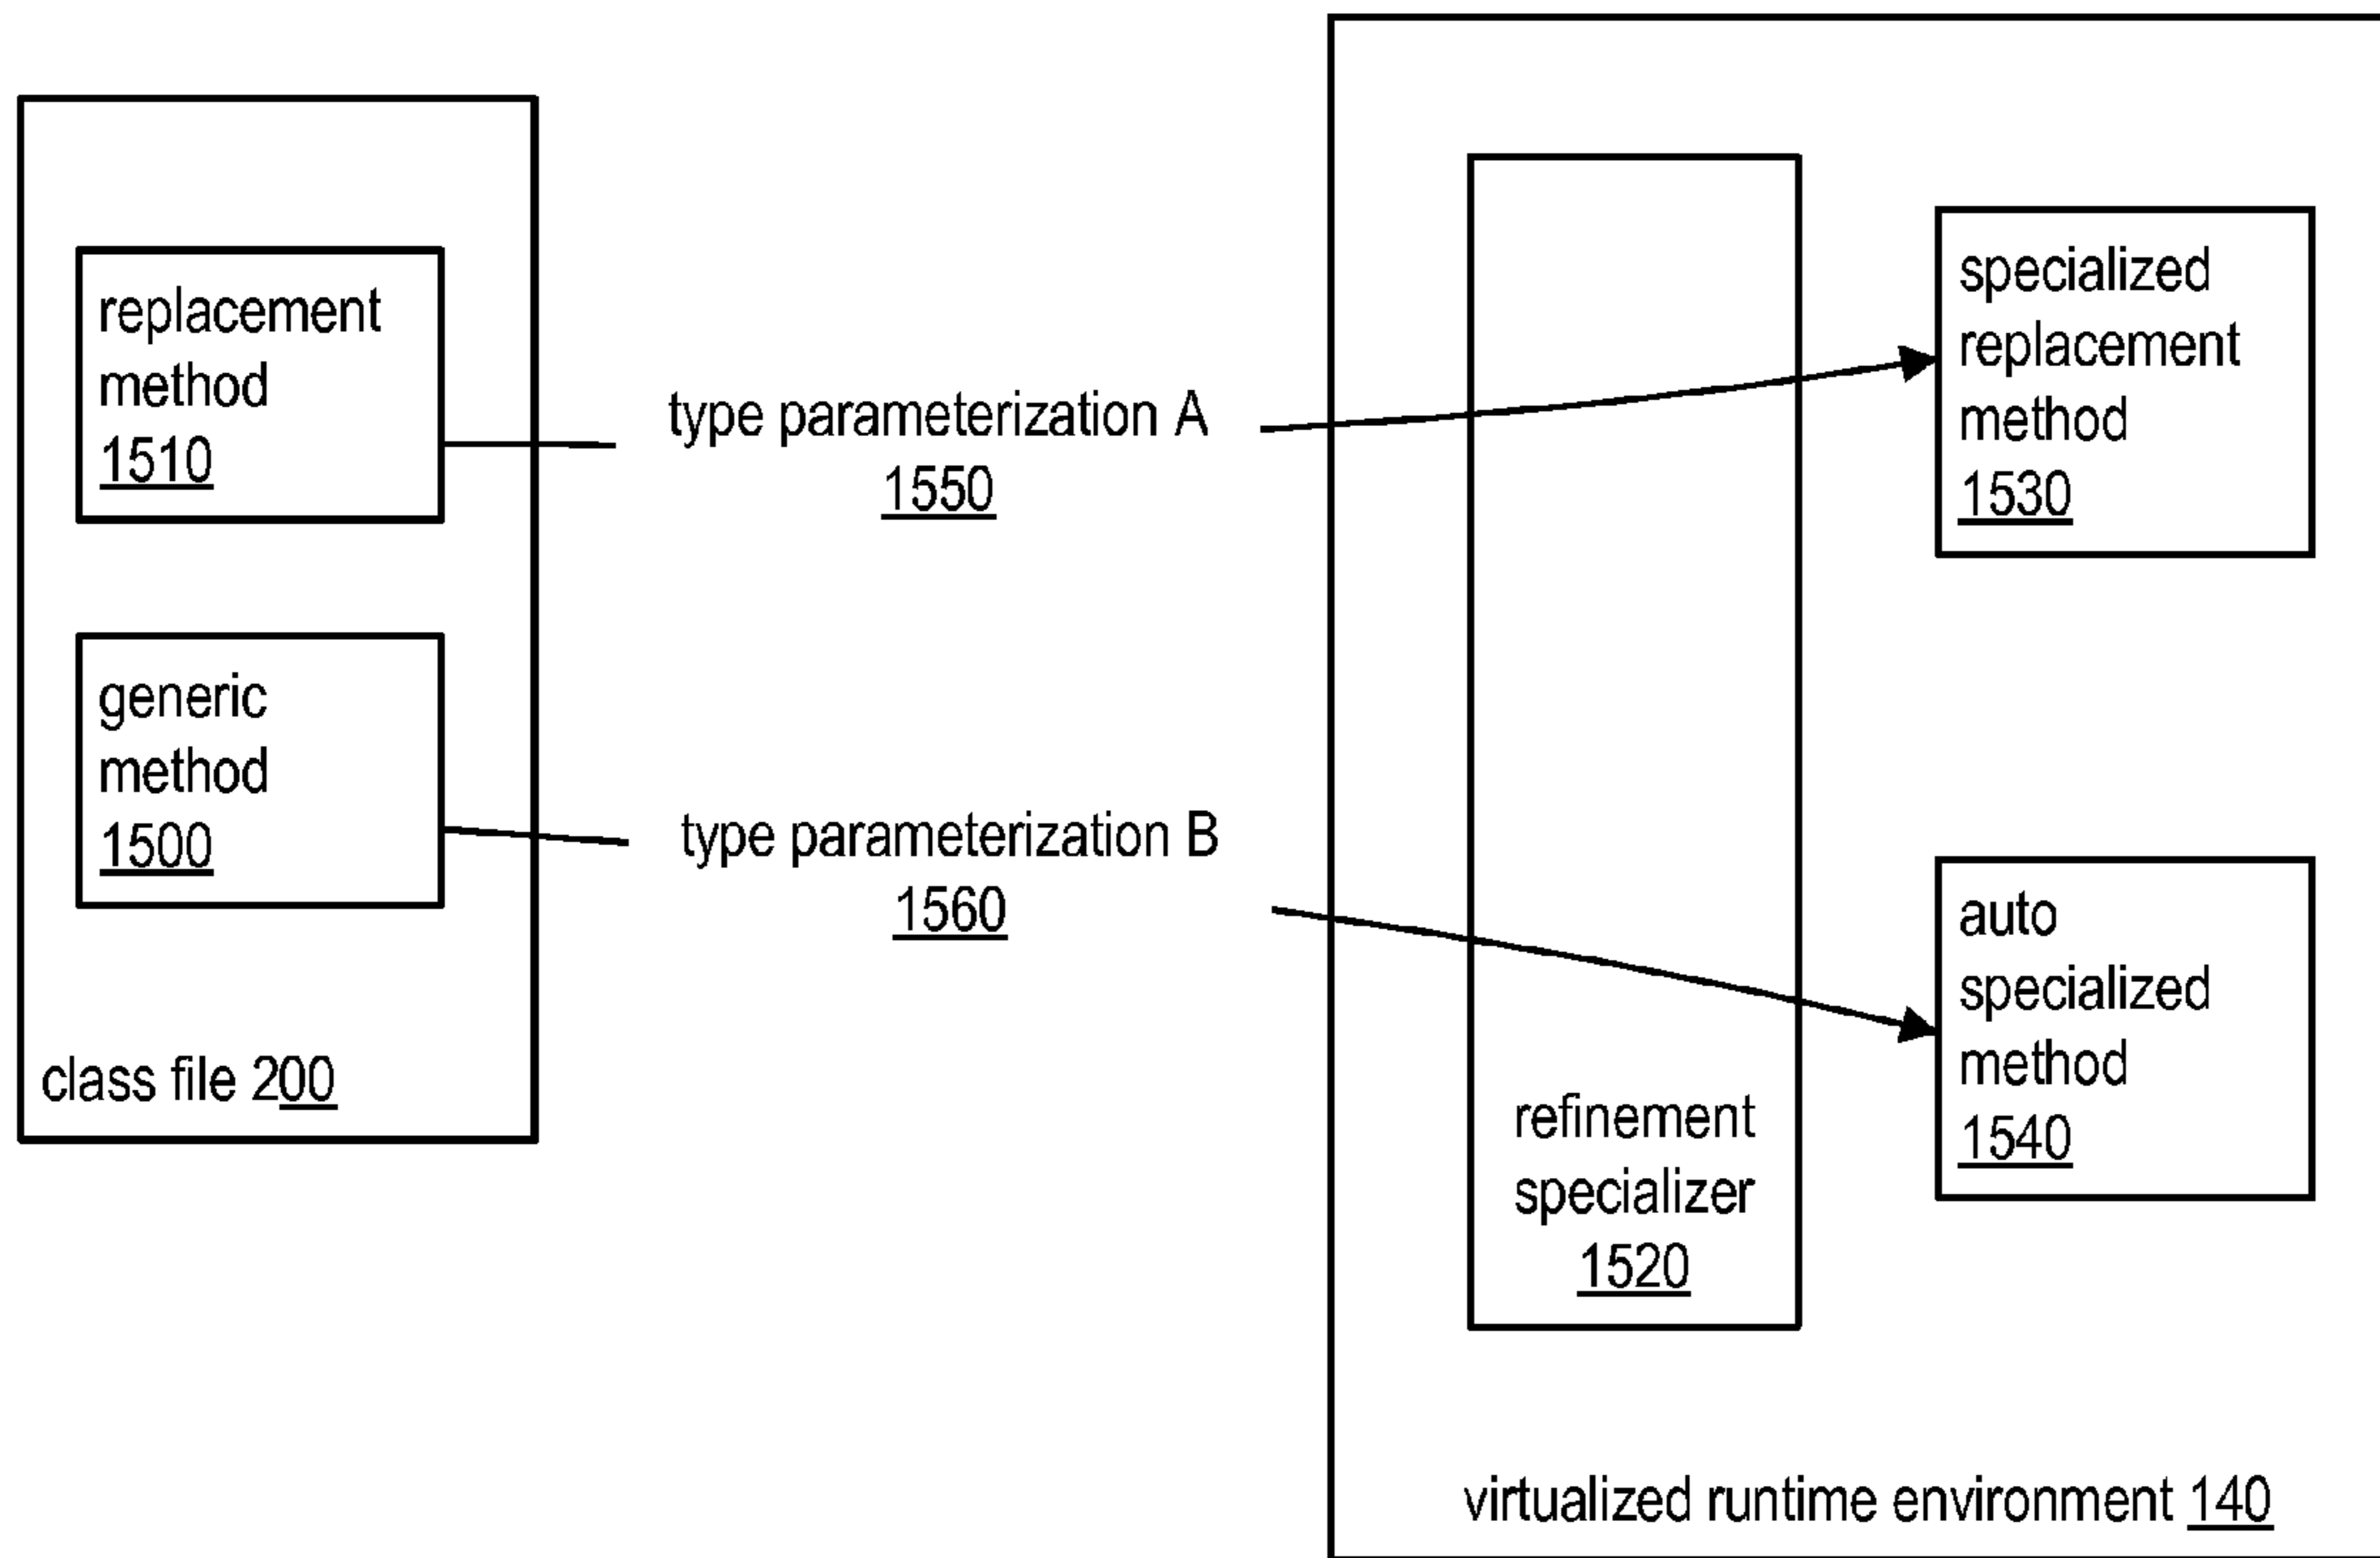 replacement
method
1510
generic
method
1500
class file 200
type parameterization A
1550
type parameterization B
1560
refinement
specializer
1520
specialized
replacement
method
1530
auto
specialized
method
1540
virtualized runtime environment 140